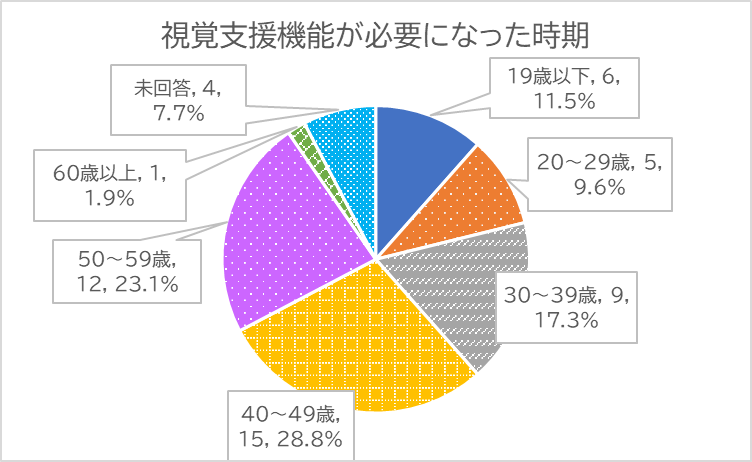 視覚支援機能が必要になった時期
19歳以下, 6,
11.5%
20～29歳, 5,
9.6%
30～39歳, 9,
17.3%
40～49歳,
15, 28.8%
50～59歳,
12, 23.1%
60歳以上, 1,
1.9%
未回答, 4,
7.7%